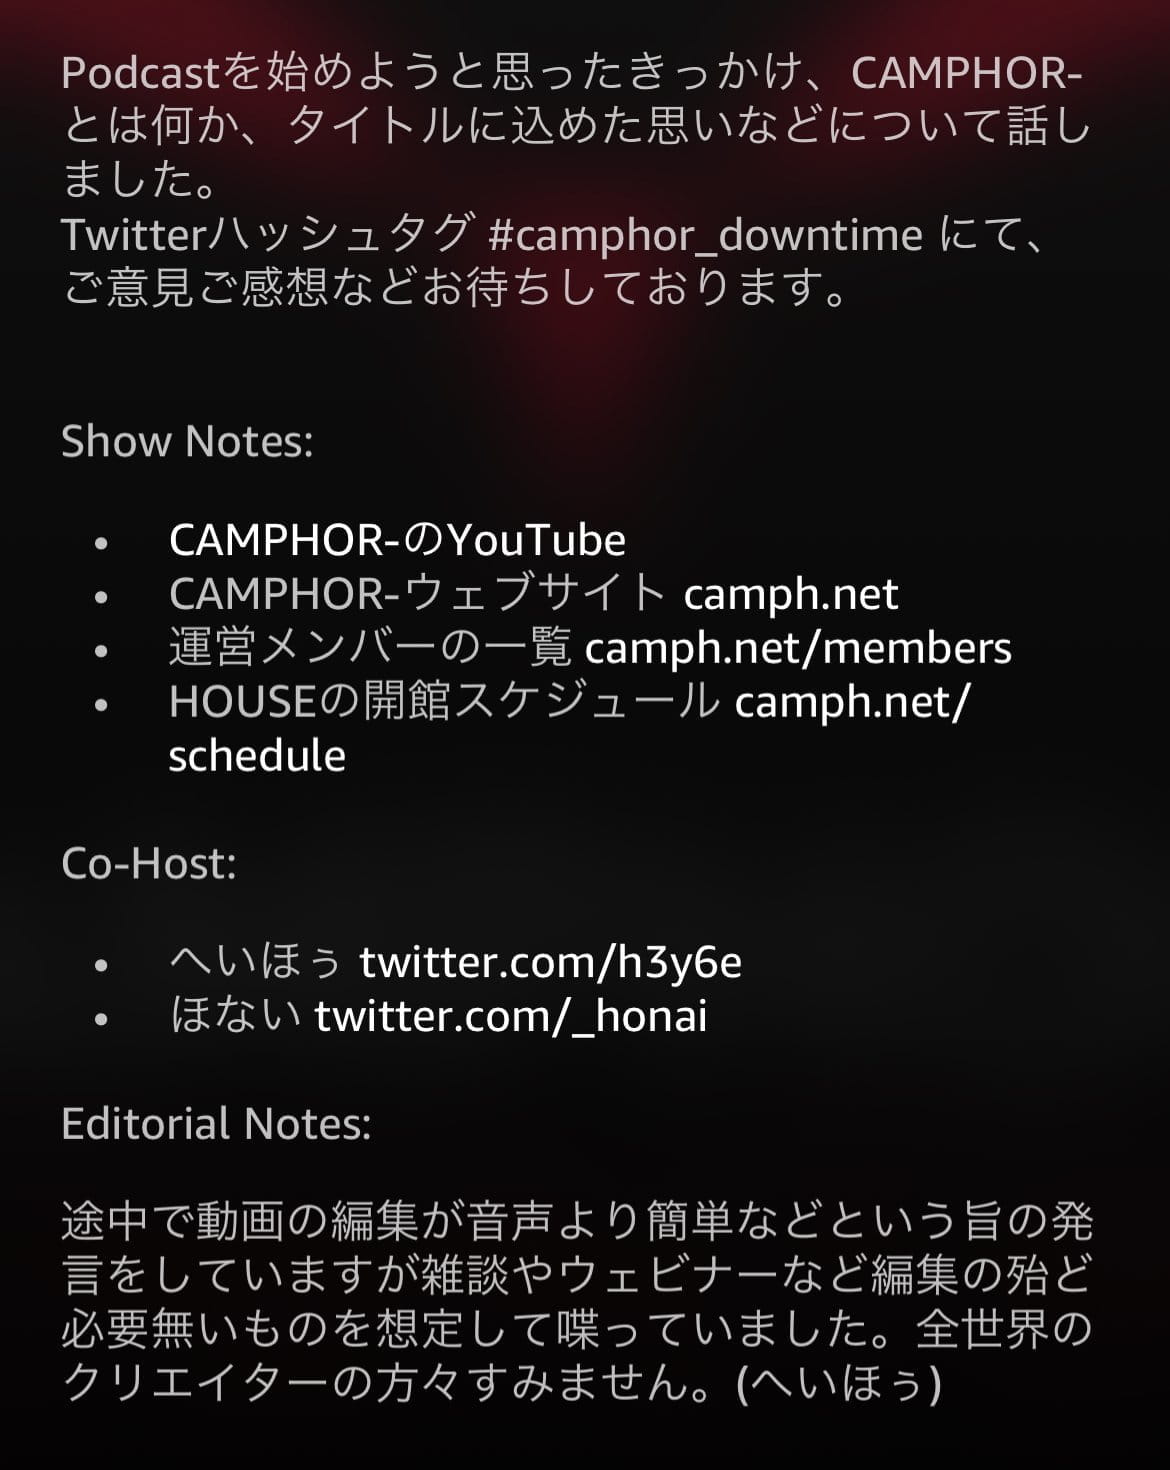 Podcastを始めようと思ったきっかけ、CAMPHOR-
とは何か、タイトルに込めた思いなどについて話し
ました。
Twitterハッシュタグ #camphor_downtime にて、
ご意見ご感想などお待ちしております。
Show Notes:
• CAMPHOR-のYouTube
• CAMPHOR-ウェブサイト camph.net
• 運営メンバーの一覧 camph.net/members
• HOUSEの開館スケジュール camph.net/
schedule
Co-Host:
• へいほぅ twitter.com/h3y6e
• ほない twitter.com/_honai
Editorial Notes:
途中で動画の編集が音声より簡単などという旨の発
言をしていますが雑談やウェビナーなど編集の殆ど
必要無いものを想定して喋っていました。全世界の
クリエイターの方々すみません。(へいほぅ)